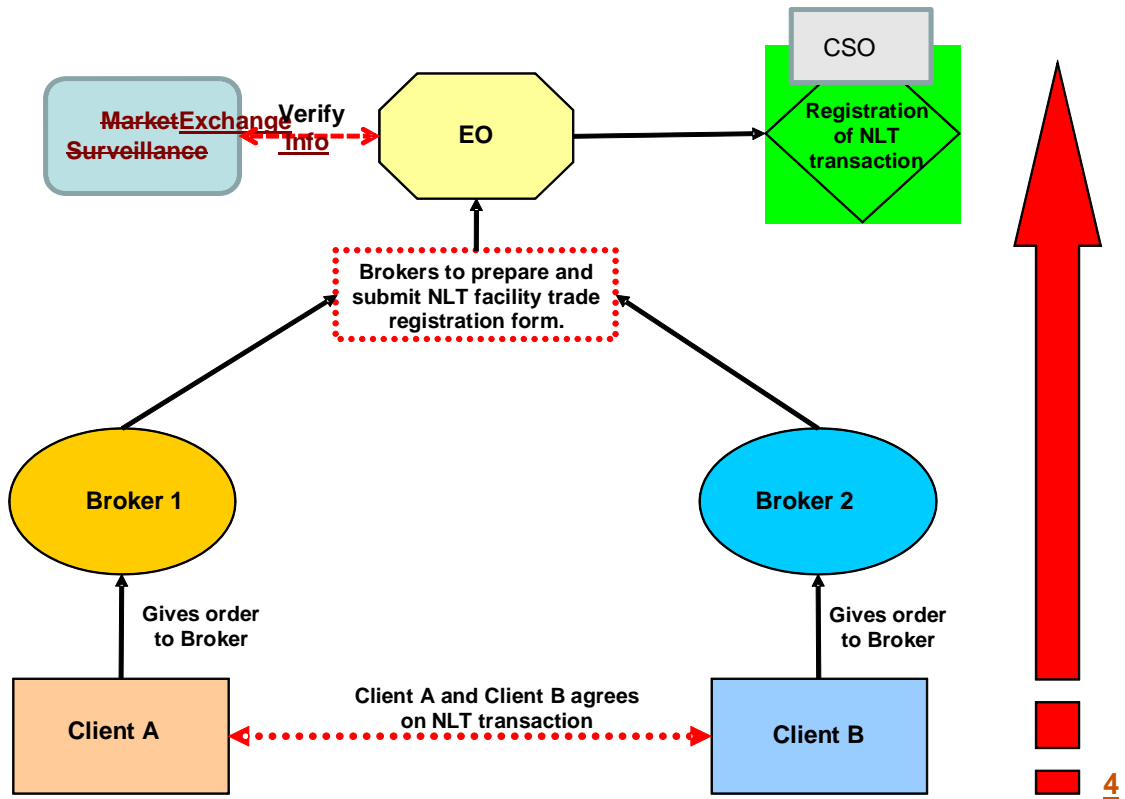 CSO
MarketExchange
Surveillance
Verify
Info
EO
Registration
of NLT
transaction
Brokers to prepare and
submit NLT facility trade
registration form.
Broker 1
Broker 2
Gives order
to Broker
Gives order
to Broker
Client A and Client B agrees
on NLT transaction
Client A
Client B
4